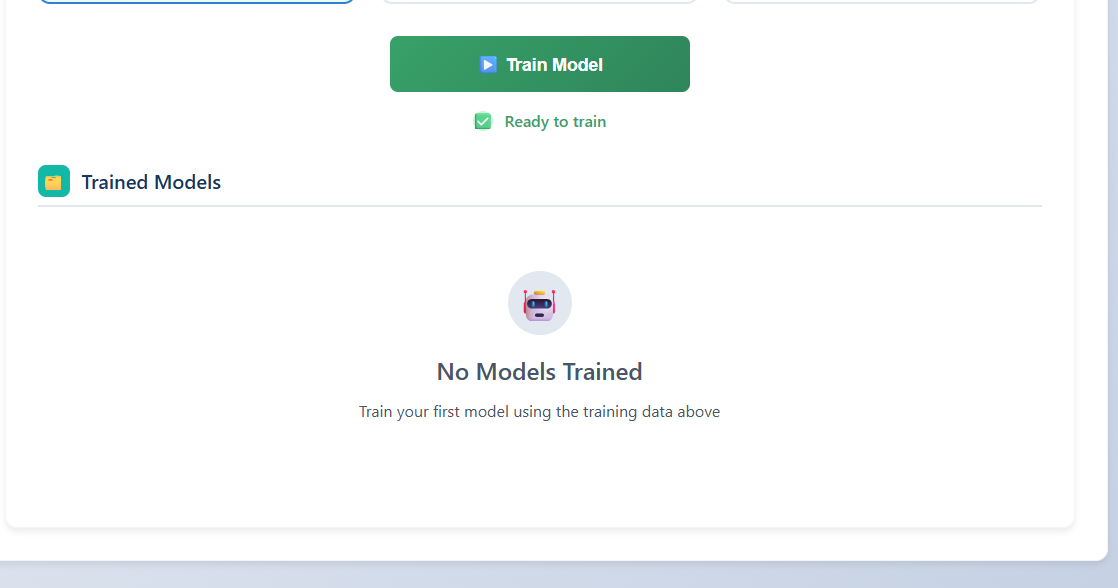 Train Model
Ready to train
Trained Models
No Models Trained
Train your first model using the training data above